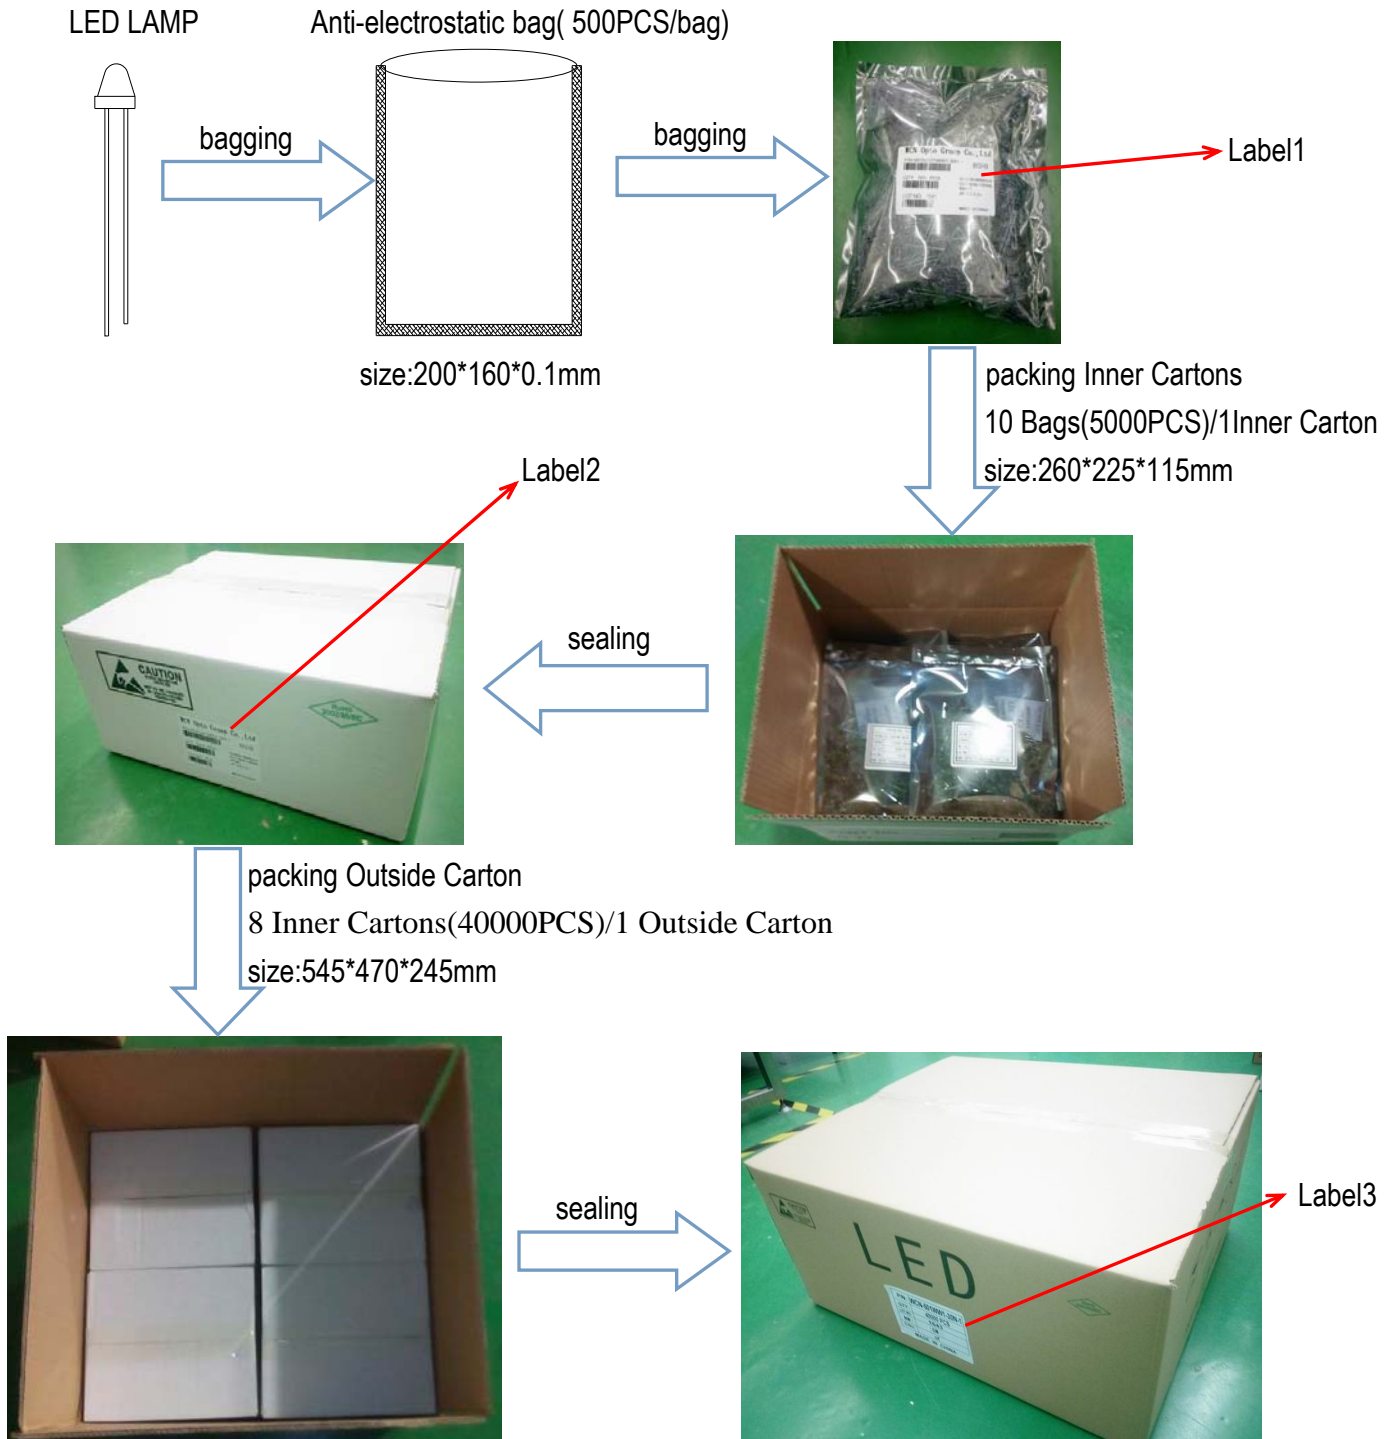 LED LAMP
Anti-electrostatic bag( 500PCS/bag)
bagging
bagging
Label1
size:200*160*0.1mm
packing Inner Cartons
10 Bags(5000PCS)/1Inner Carton
size:260*225*115mm
Label2
sealing
CAUTION
packing Outside Carton
8 Inner Cartons(40000PCS)/1 Outside Carton
size:545*470*245mm
sealing
Label3
LED